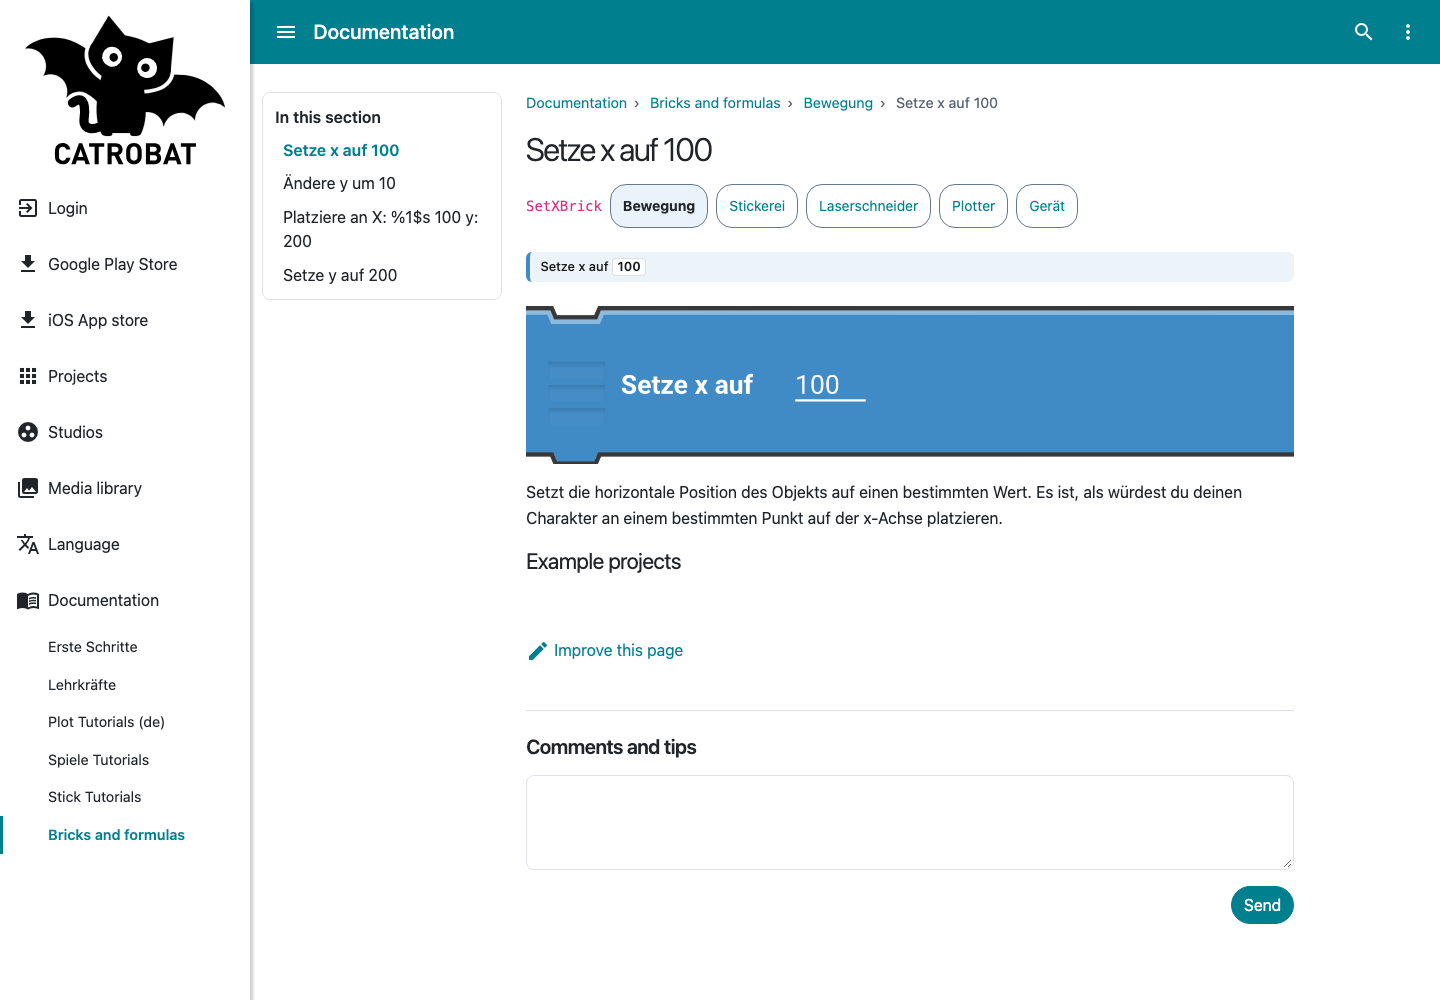 CATROBAT
Login
Google Play Store
iOS App store
Projects
Studios
Media library
Language
Documentation
Erste Schritte
Lehrkräfte
Plot Tutorials (de)
Spiele Tutorials
Stick Tutorials
Bricks and formulas
Documentation
In this section
Setze x auf 100
Ändere y um 10
Platziere an X: %1$s 100 y:
200
Setze y auf 200
Documentation › Bricks and formulas › Bewegung › Setze x auf 100
Setze x auf 100
SetXBrick Bewegung Stickerei Laserschneider Plotter Gerät
Setze x auf 100
Setze x auf 100
Setzt die horizontale Position des Objekts auf einen bestimmten Wert. Es ist, als würdest du deinen
Charakter an einem bestimmten Punkt auf der x-Achse platzieren.
Example projects
Improve this page
Comments and tips
Send